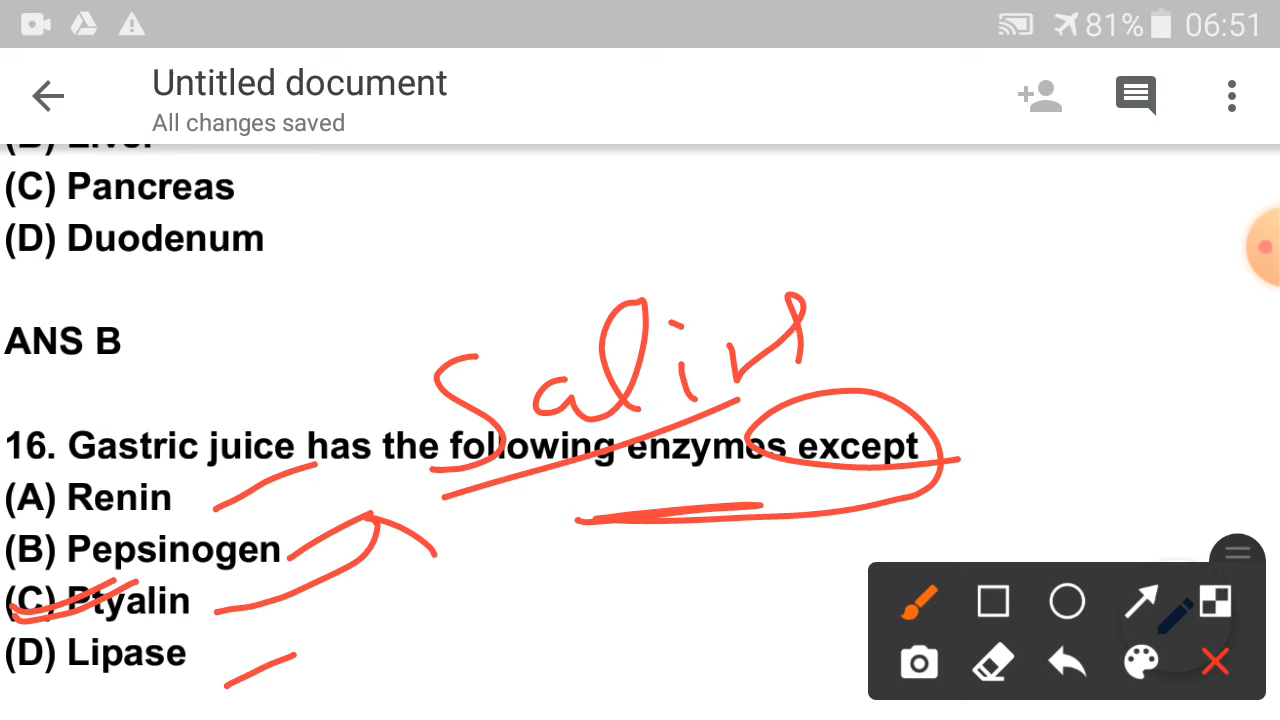 81% 06:51
Untitled document
All changes saved
(C) Pancreas
(D) Duodenum
ANS B
16. Gastric juice has the following enzymes except
(A) Renin
(B) Pepsinogen
(C) Ptyalin
(D) Lipase